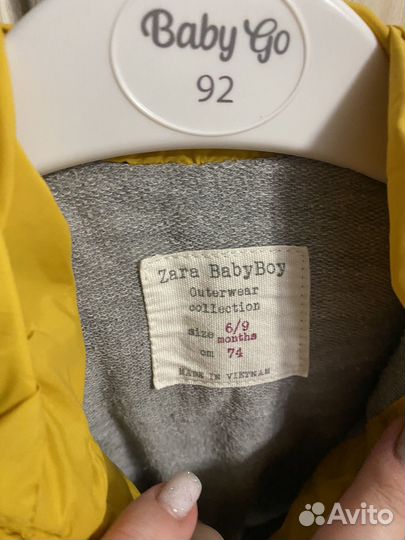 Baby Go
92
Zara BabyBoy
Outerwear
collection
size 6/9
months
cm 74
MADE IN VIETNAM
Avito